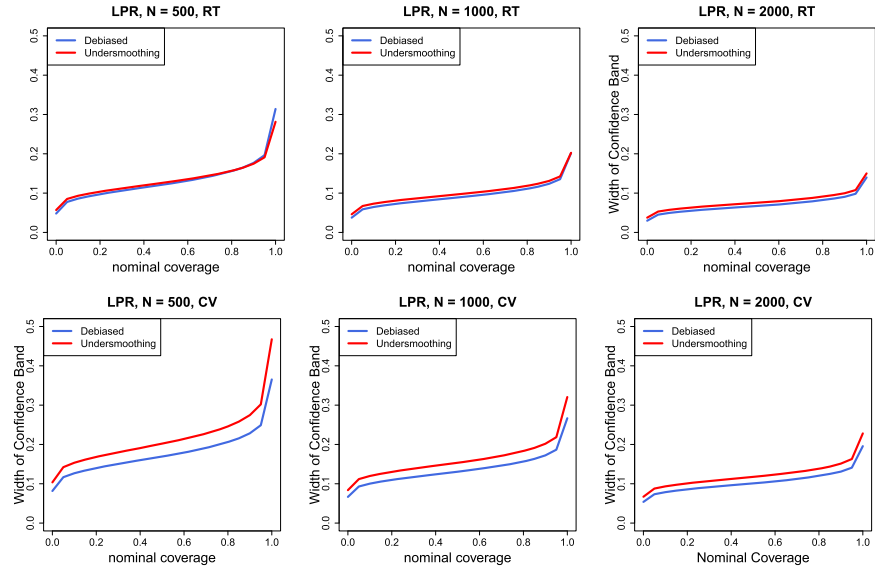 LPR, N = 500, RT
Debiased
Undersmoothing
0.0 0.1 0.2 0.3 0.4 0.5
0.0 0.2 0.4 0.6 0.8 1.0
nominal coverage
LPR, N = 1000, RT
Debiased
Undersmoothing
0.0 0.1 0.2 0.3 0.4 0.5
0.0 0.2 0.4 0.6 0.8 1.0
nominal coverage
LPR, N = 2000, RT
Debiased
Undersmoothing
Width of Confidence Band
0.0 0.1 0.2 0.3 0.4 0.5
0.0 0.2 0.4 0.6 0.8 1.0
nominal coverage
LPR, N = 500, CV
Debiased
Undersmoothing
Width of Confidence Band
0.0 0.1 0.2 0.3 0.4 0.5
0.0 0.2 0.4 0.6 0.8 1.0
nominal coverage
LPR, N = 1000, CV
Debiased
Undersmoothing
Width of Confidence Band
0.0 0.1 0.2 0.3 0.4 0.5
0.0 0.2 0.4 0.6 0.8 1.0
nominal coverage
LPR, N = 2000, CV
Debiased
Undersmoothing
Width of Confidence Band
0.0 0.1 0.2 0.3 0.4 0.5
0.0 0.2 0.4 0.6 0.8 1.0
Nominal Coverage